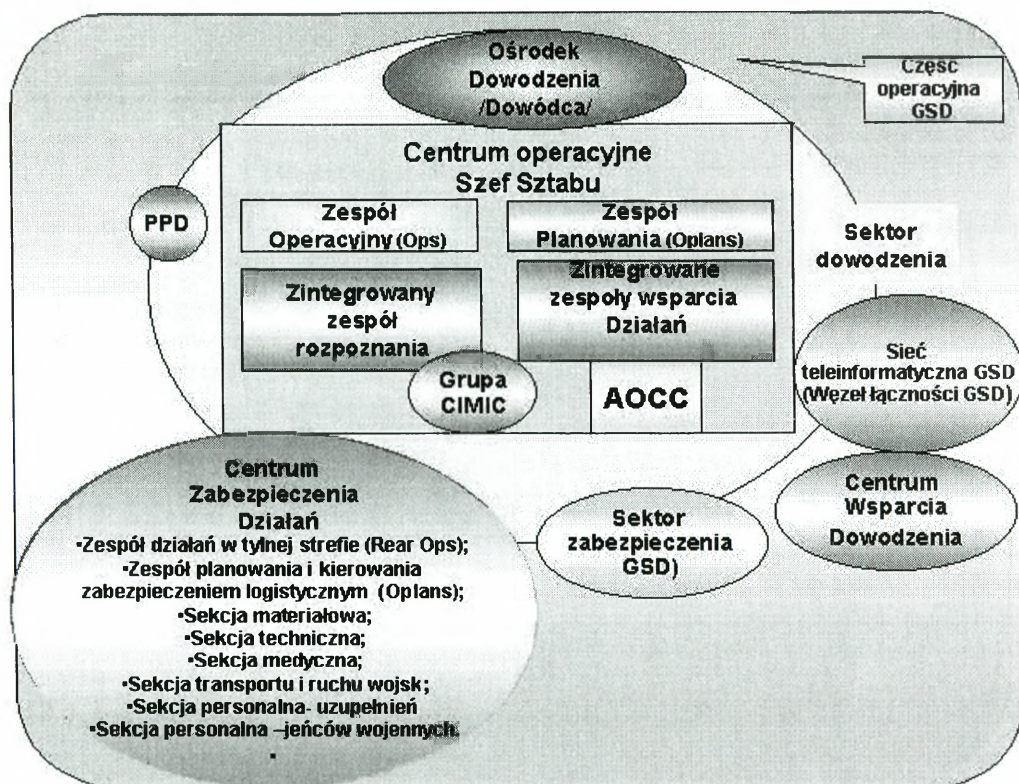 Ośrodek
Dowodzenia
/Dowódca/
Część
operacyjna
GSD
Centrum operacyjne
Szef Sztabu
PPD
Zespół
Operacyjny (Ops)
Zespół
Planowania (Oplans)
Sektor
dowodzenia
Zintegrowany
zespół
rozpoznania
Zintegrowane
zespoły wsparcia
Działań
Grupa
CIMIC
AOCC
Sieć
teleinformatyczna GSD
(Węzeł łączności GSD)
Centrum
Zabezpieczenia
Działań
•Zespół działań w tylnej strefie (Rear Ops);
•Zespół planowania i kierowania
zabezpieczeniem logistycznym (Oplans);
•Sekcja materiałowa;
•Sekcja techniczna;
•Sekcja medyczna;
•Sekcja transportu i ruchu wojsk;
•Sekcja personalna- uzupełnień
•Sekcja personalna –jeńców wojennych.
•
Sektor
zabezpieczenia
GSD)
Centrum
Wsparcia
Dowodzenia